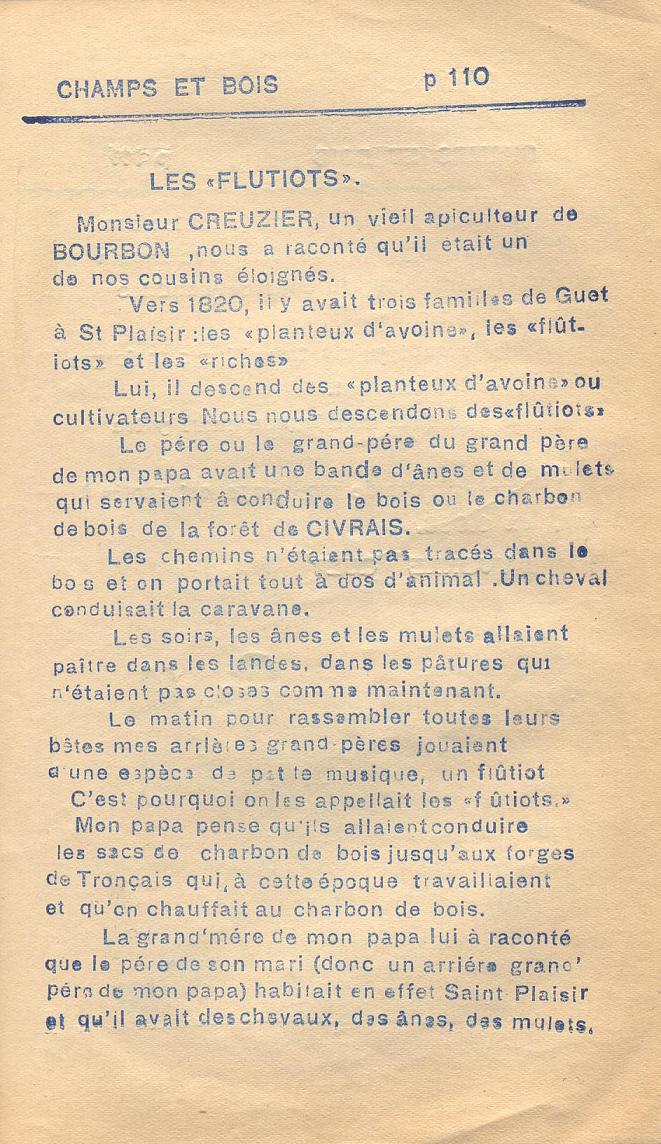 CHAMPS ET BOIS p 110
LES «FLUTIOTS».
Monsieur CREUZIER, un vieil apiculteur de
BOURBON ,nous a raconté qu'il était un
de nos cousins éloignés.
Vers 1820, il y avait trois familles de Guet
à St Plaisir :les «planteux d'avoine», les «flût-
iots» et les «riches»
Lui, il descend des «planteux d'avoine» ou
cultivateurs Nous nous descendons des«flûtiots»
Le pére ou le grand-pére du grand père
de mon papa avait une bande d'ânes et de mulets
qui servaient â conduire le bois ou le charbon
de bois de la forêt de CIVRAIS.
Les chemins n'étaient pas tracés dans le
bois et on portait tout à dos d'animal .Un cheval
conduisait la caravane.
Les soirs, les ânes et les mulets allaient
paître dans les landes, dans les pâtures qui
n'étaient pas closes comme maintenant.
Le matin pour rassembler toutes leurs
bêtes mes arrières grand-pères jouaient
d'une espèce de petite musique, un flûtiot
C'est pourquoi on les appellait les «flûtiots.»
Mon papa pense qu'ils allaient conduire
les sacs de charbon de bois jusqu'aux forges
de Tronçais qui, à cette époque travaillaient
et qu'on chauffait au charbon de bois.
La grand'mére de mon papa lui à raconté
que le pére de son mari (donc un arriére grand'
pére de mon papa) habitait en effet Saint Plaisir
et qu'il avait des chevaux, des ânes, des mulets.